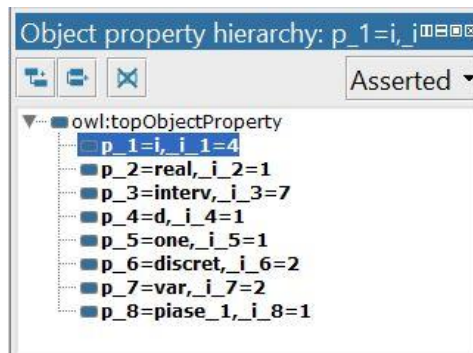 Object property hierarchy: p_1=i,_i
Asserted
owl:topObjectProperty
p_1=i,_i_1=4
p_2=real,_i_2=1
p_3=interv,_i_3=7
p_4=d,_i_4=1
p_5=one,_i_5=1
p_6=discret,_i_6=2
p_7=var,_i_7=2
p_8=piase_1,_i_8=1